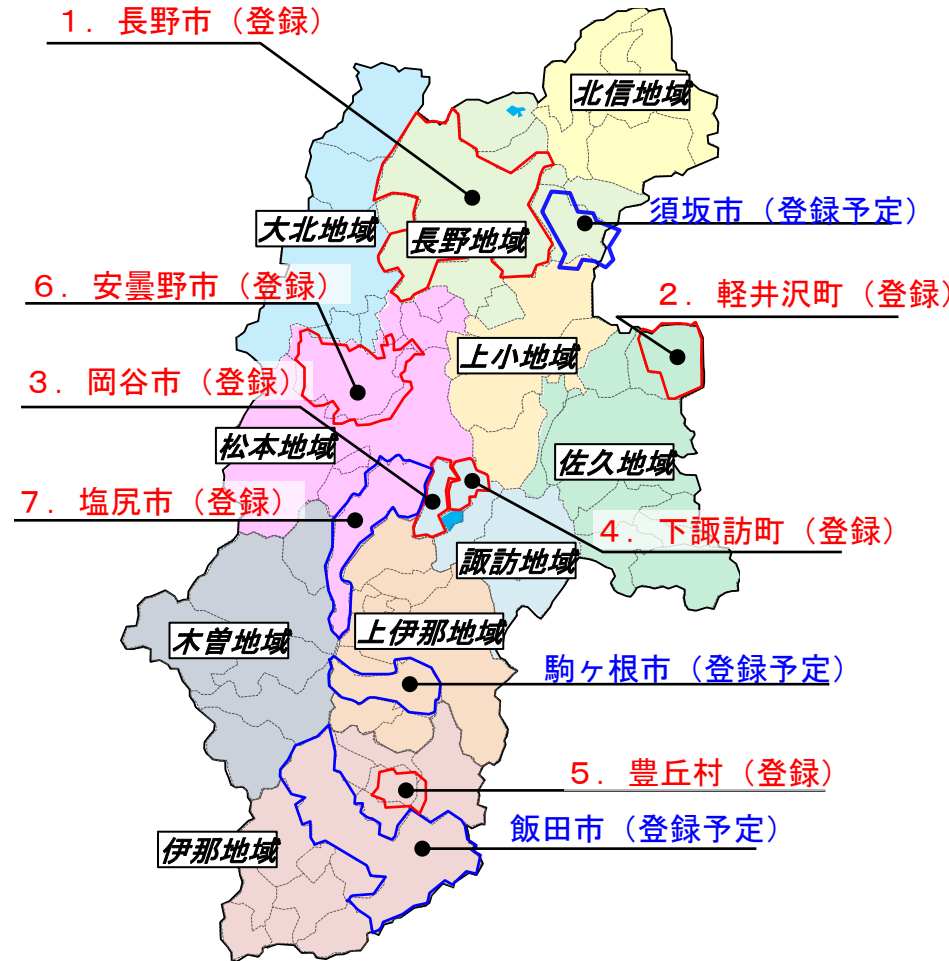 1．長野市（登録）
北信地域
須坂市（登録予定）
大北地域
長野地域
6．安曇野市（登録）
2．軽井沢町（登録）
上小地域
3．岡谷市（登録）
松本地域
佐久地域
7．塩尻市（登録）
4．下諏訪町（登録）
諏訪地域
木曽地域
上伊那地域
駒ヶ根市（登録予定）
5．豊丘村（登録）
飯田市（登録予定）
伊那地域